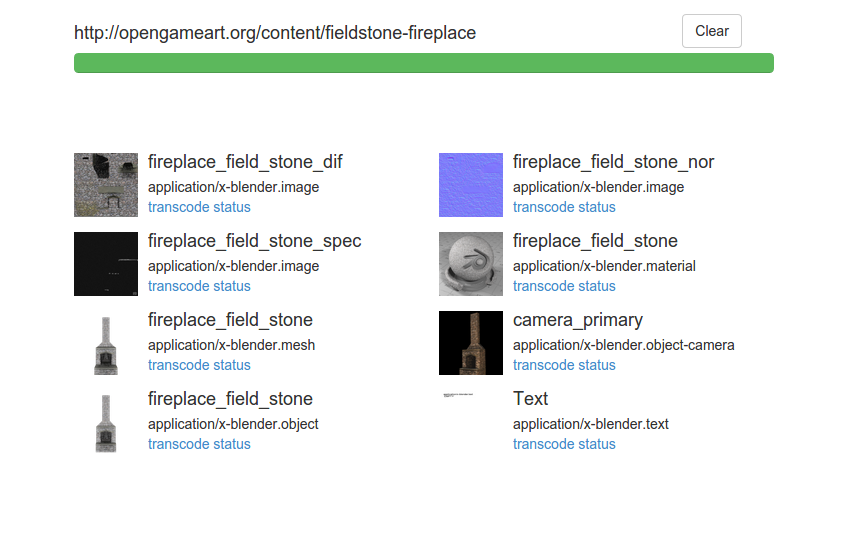 http://opengameart.org/content/fieldstone-fireplace
Clear
fireplace_field_stone_dif
application/x-blender.image
transcode status
fireplace_field_stone_nor
application/x-blender.image
transcode status
fireplace_field_stone_spec
application/x-blender.image
transcode status
fireplace_field_stone
application/x-blender.material
transcode status
fireplace_field_stone
application/x-blender.mesh
transcode status
camera_primary
application/x-blender.object-camera
transcode status
fireplace_field_stone
application/x-blender.object
transcode status
Text
application/x-blender.text
transcode status